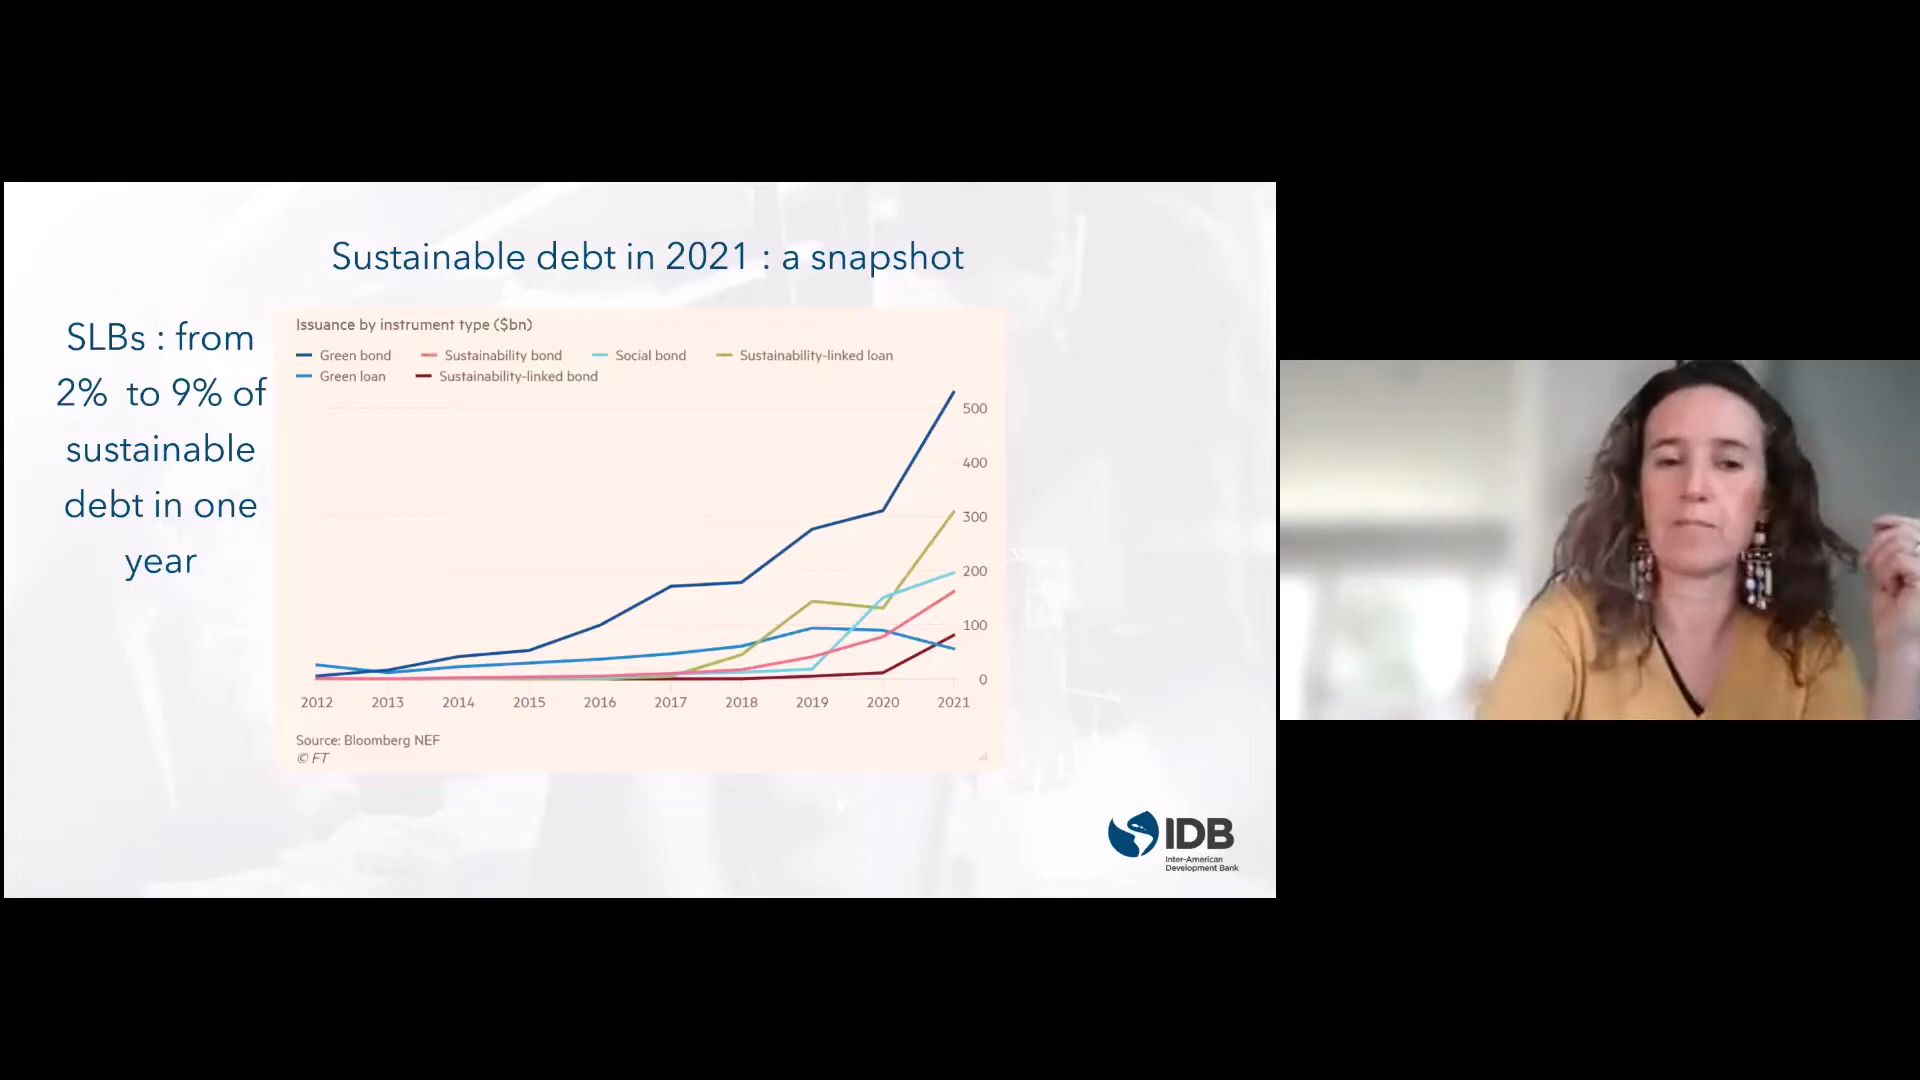 Sustainable debt in 2021 : a snapshot
SLBs : from
2% to 9% of
sustainable
debt in one
year
Issuance by instrument type ($bn)
Green bond Sustainability bond Social bond Sustainability-linked loan
Green loan Sustainability-linked bond
500
400
300
200
100
0
2012 2013 2014 2015 2016 2017 2018 2019 2020 2021
Source: Bloomberg NEF
© FT
IDB
Inter-American
Development Bank